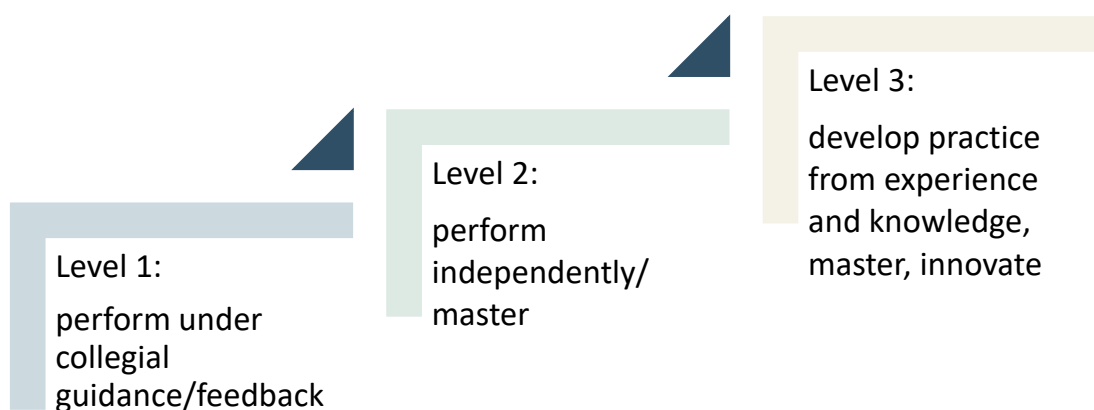 Level 1:
perform under
collegial
guidance/feedback
Level 2:
perform
independently/
master
Level 3:
develop practice
from experience
and knowledge,
master, innovate